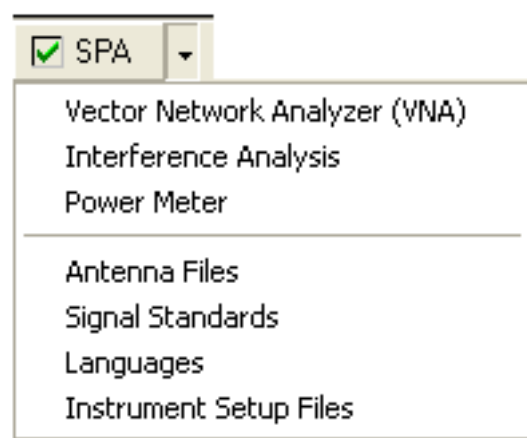 SPA
Vector Network Analyzer (VNA)
Interference Analysis
Power Meter
Antenna Files
Signal Standards
Languages
Instrument Setup Files